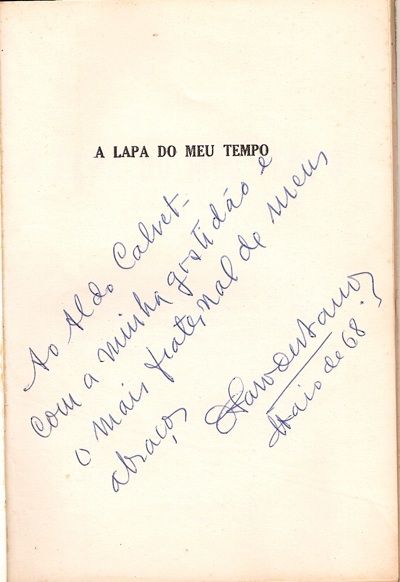 A LAPA DO MEU TEMPO
Ao Aldo Calvet -
com a minha gratidão e
o mais fraternal de meus
abraços
Maio de 68.